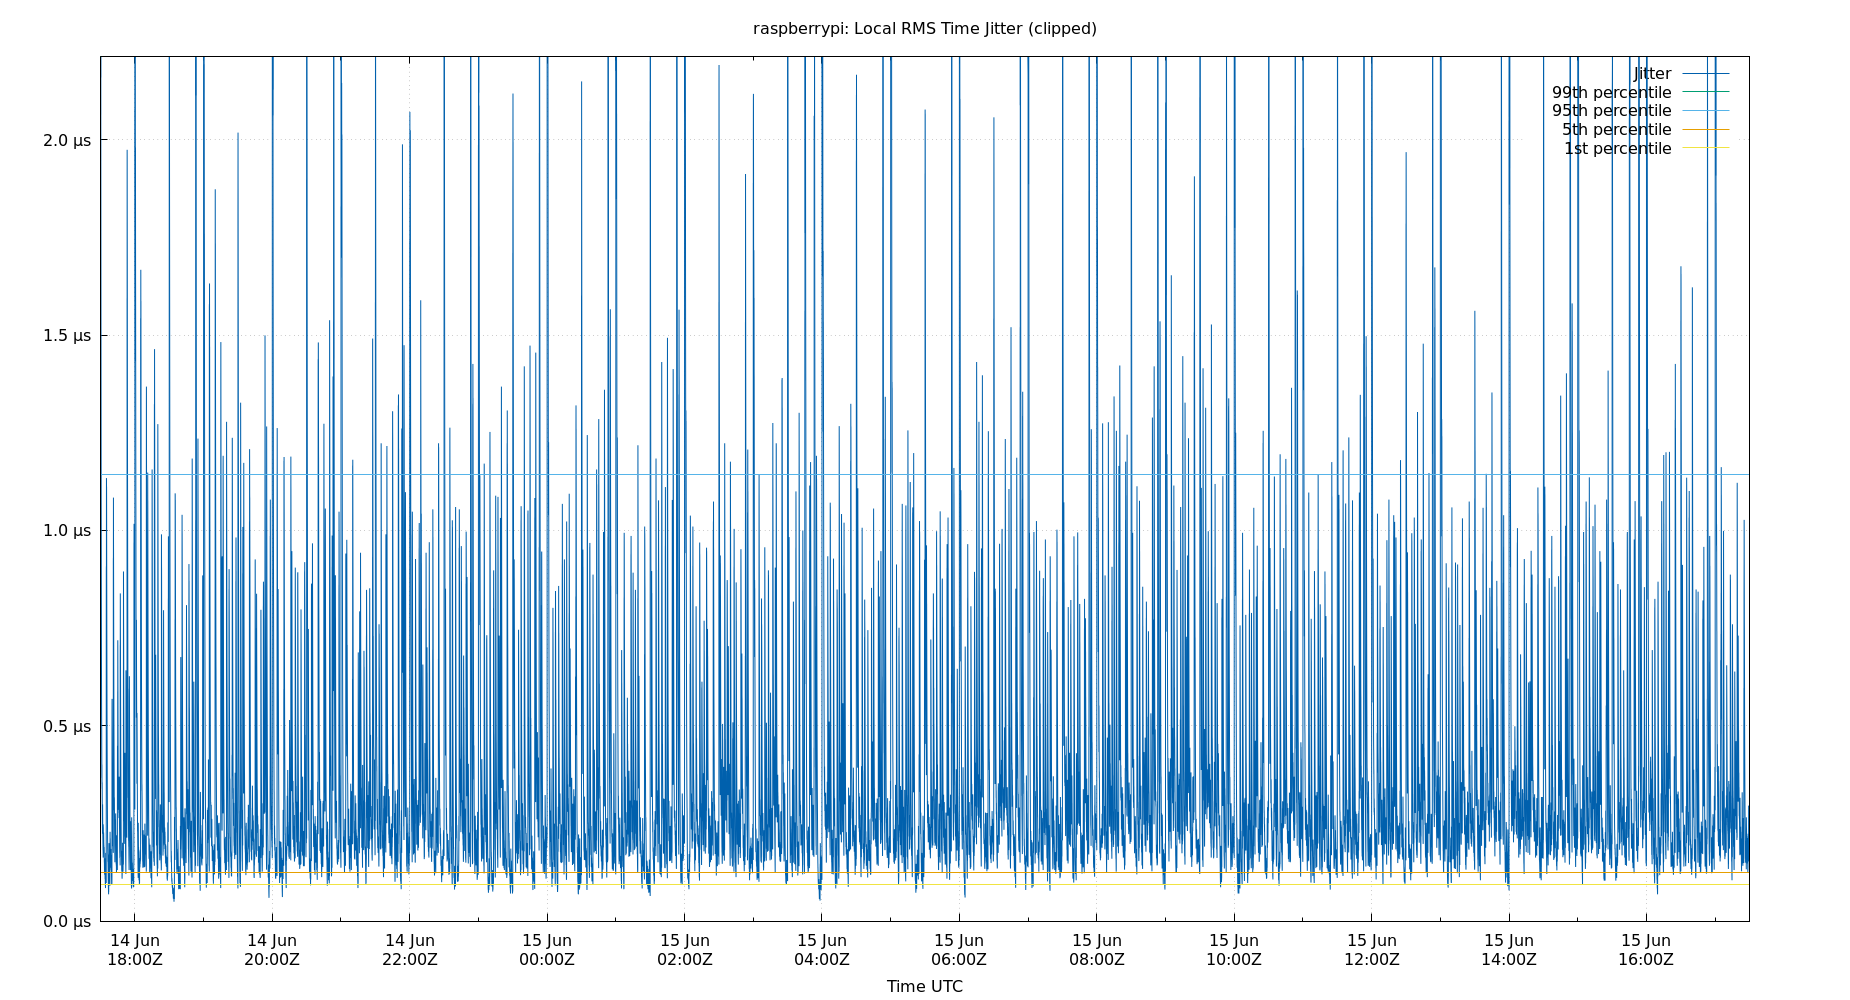 raspberrypi: Local RMS Time Jitter (clipped)
Jitter
99th percentile
95th percentile
5th percentile
1st percentile
2.0 µs
1.5 µs
1.0 µs
0.5 µs
0.0 µs
14 Jun 14 Jun 14 Jun 15 Jun 15 Jun 15 Jun 15 Jun 15 Jun 15 Jun 15 Jun 15 Jun 15 Jun
18:00Z 20:00Z 22:00Z 00:00Z 02:00Z 04:00Z 06:00Z 08:00Z 10:00Z 12:00Z 14:00Z 16:00Z
Time UTC